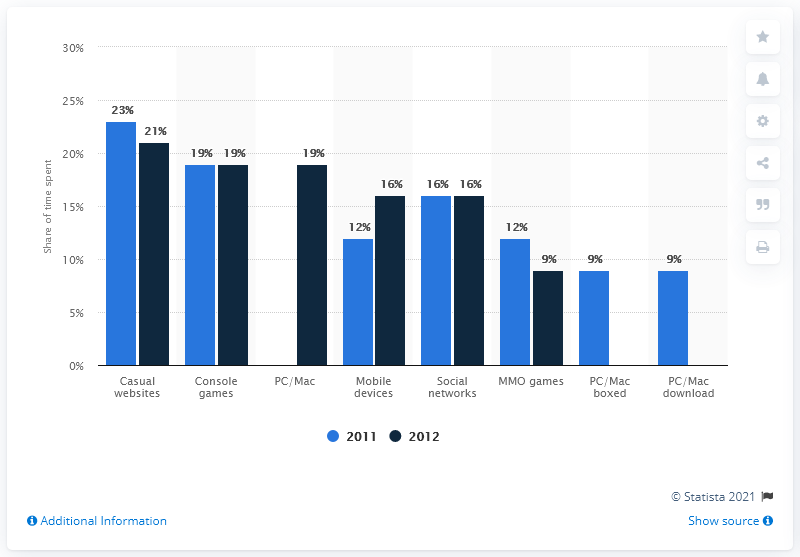 30%
25%
20%
15%
10%
5%
0%
Share of time spent
23%
21%
19%
19%
19%
12%
16%
16%
16%
12%
9%
9%
9%
Casual
websites
Console
games
PC/Mac
Mobile
devices
Social
networks
MMO games
PC/Mac
boxed
PC/Mac
download
2011
2012
© Statista 2021
Additional Information
Show source